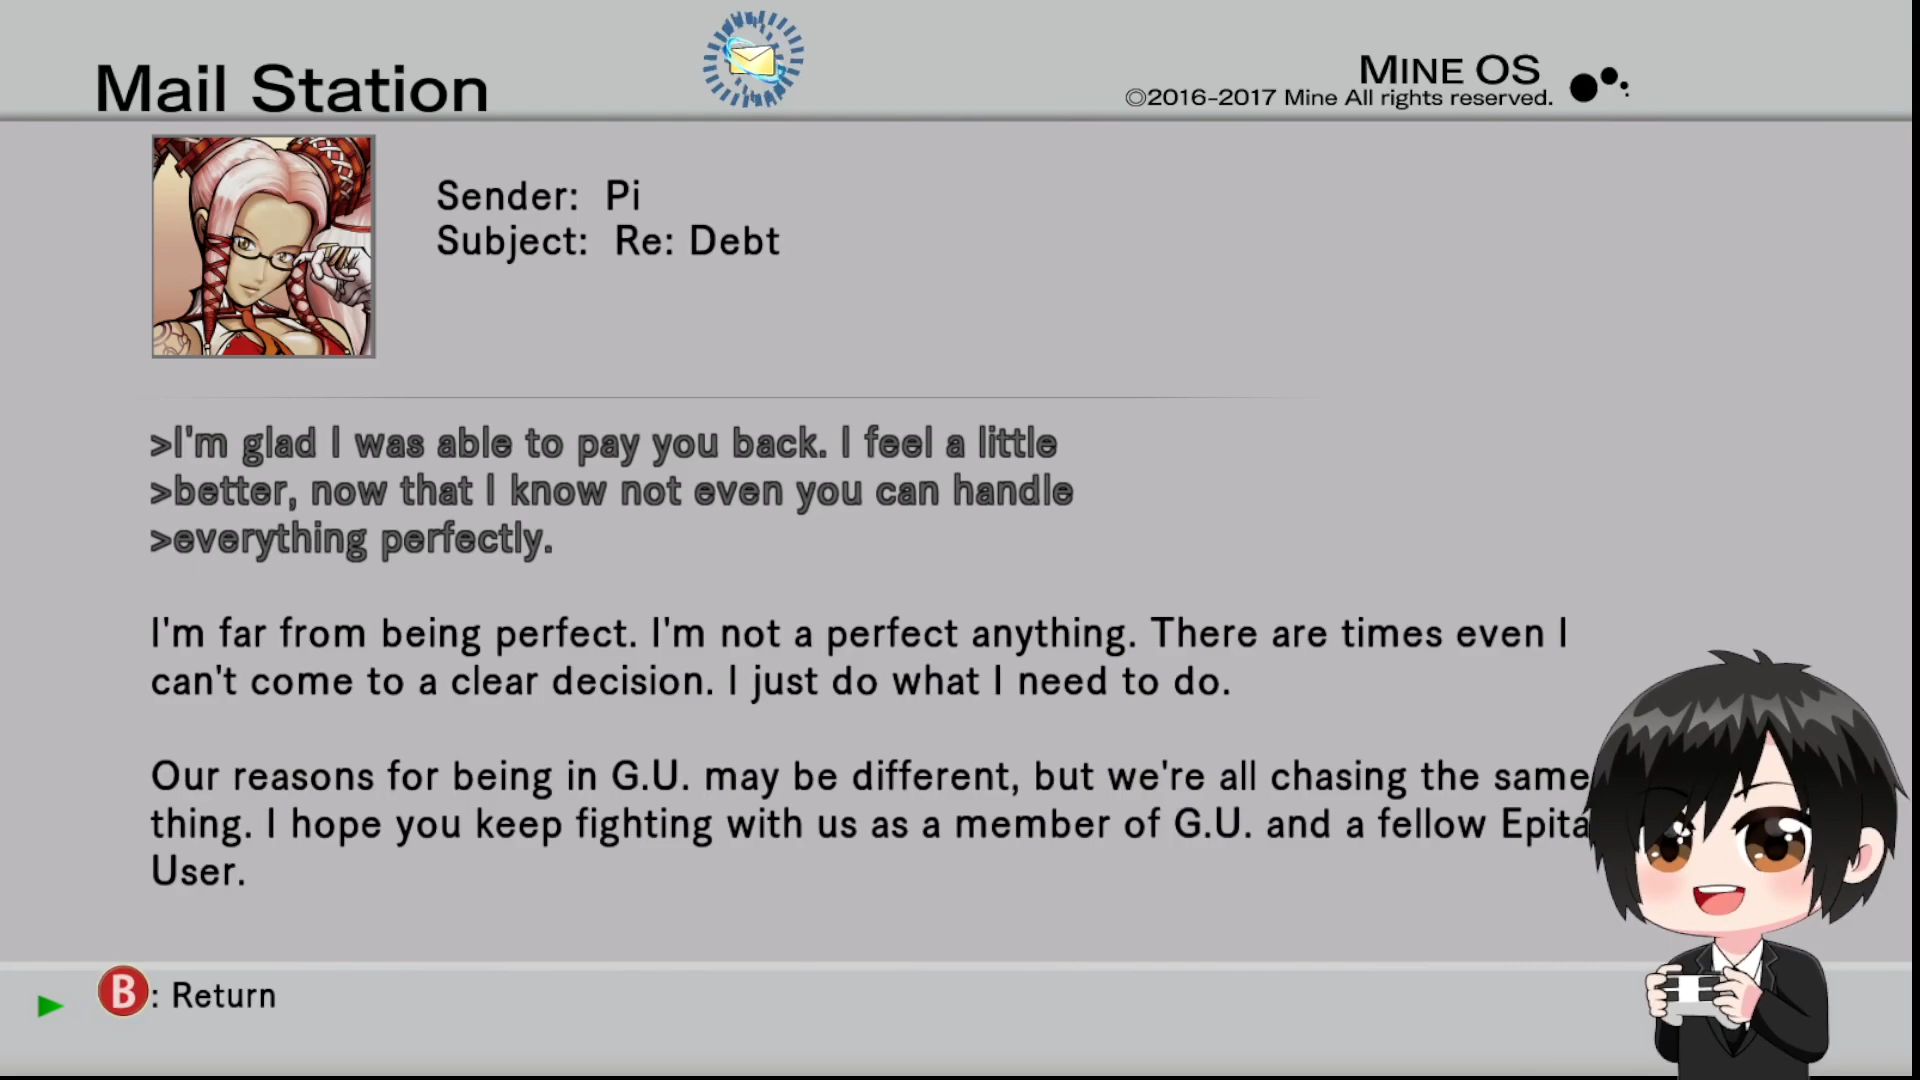 Mail Station
MINE OS
©2016-2017 Mine All rights reserved.
Sender: Pi
Subject: Re: Debt
>I'm glad I was able to pay you back. I feel a little
>better, now that I know not even you can handle
>everything perfectly.
I'm far from being perfect. I'm not a perfect anything. There are times even I
can't come to a clear decision. I just do what I need to do.
Our reasons for being in G.U. may be different, but we're all chasing the same
thing. I hope you keep fighting with us as a member of G.U. and a fellow Epita
User.
B: Return